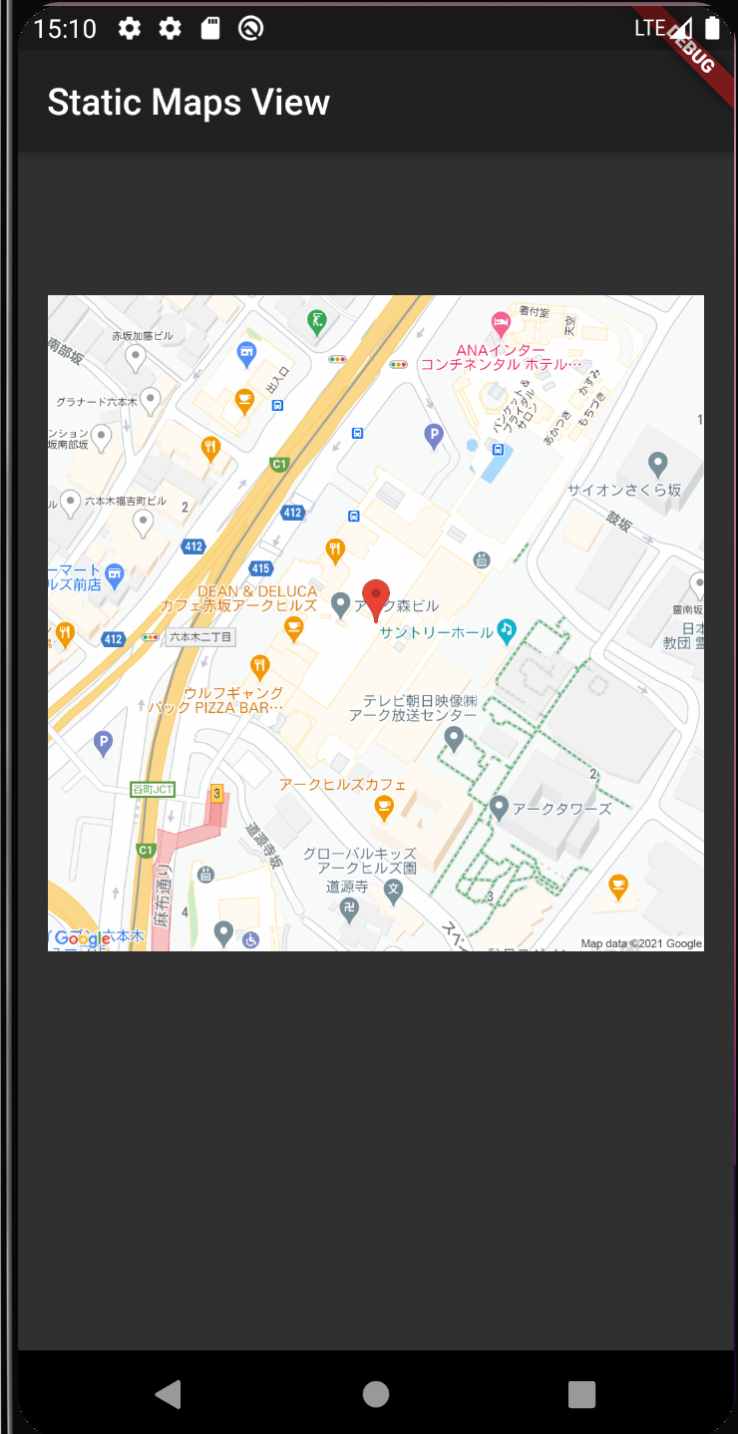 15:10
LTE
DEBUG
Static Maps View
赤坂加藤ビル
南部坂
出入口
グラナード六本木
ンション
坂南部坂
C1
ル
六本木福吉町ビル
2
412
412
415
ーマート
ルズ前店
412
六本木二丁目
DEAN & DELUCA
カフェ赤坂アークヒルズ
ANAインター
コンチネンタル ホテル…
着付室
天空
バンケット &
ブライダル
サロン
あかつき
かすみ
もちづき
P
1
サイオンさくら坂
鼓坂
アーク森ビル
サントリーホール
霊南坂
日本
教団 霊
ウルフギャング
パック PIZZA BAR…
テレビ朝日映像㈱
アーク放送センター
P
谷町JCT
3
アークヒルズカフェ
2
アークタワーズ
C1
道源寺坂
グローバルキッズ
アークヒルズ園
道源寺
麻布通り
4
3
スペ
六本木
Google
Map data ©2021 Google